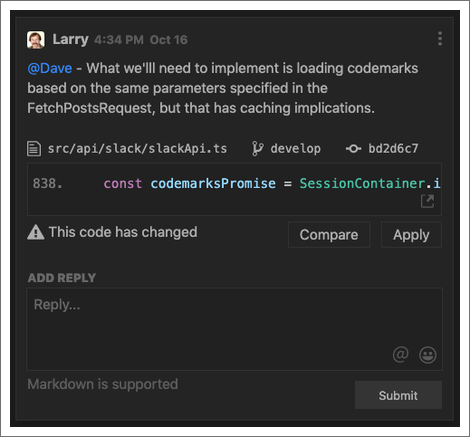 Larry 4:34 PM Oct 16
@Dave - What we'lll need to implement is loading codemarks
based on the same parameters specified in the
FetchPostsRequest, but that has caching implications.
src/api/slack/slackApi.ts develop bd2d6c7
838. const codemarksPromise = SessionContainer.i
This code has changed Compare Apply
ADD REPLY
Reply...
@
Markdown is supported
Submit